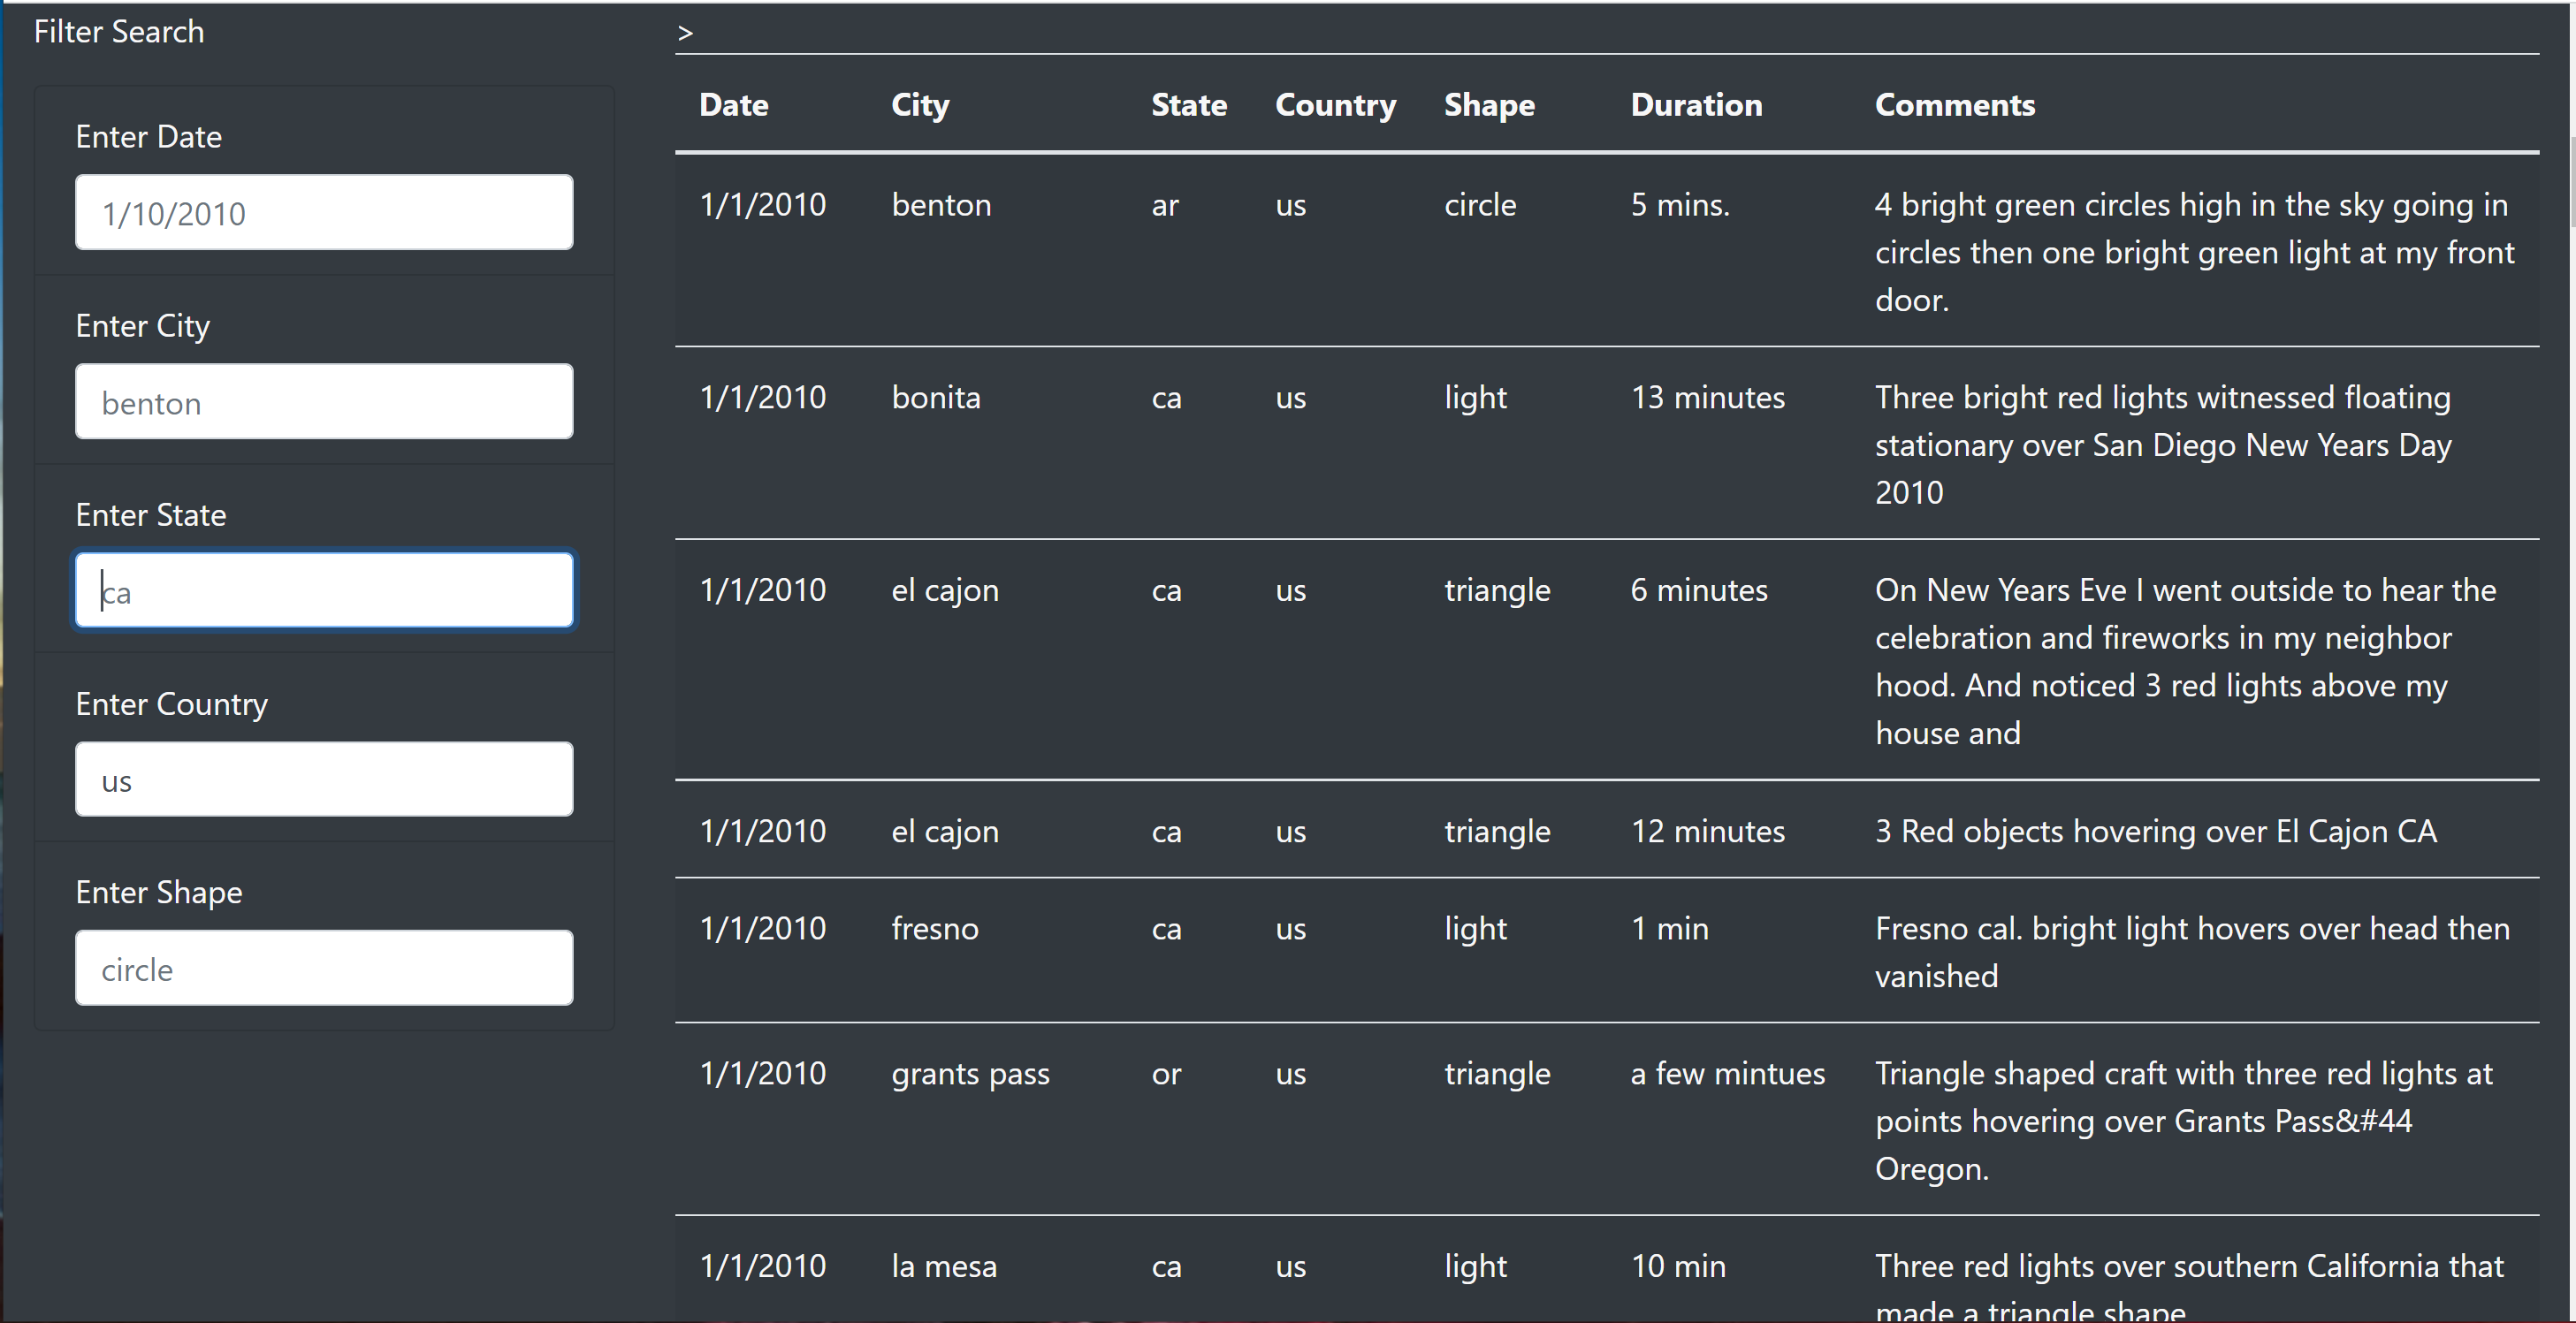 Filter Search
Enter Date
1/10/2010
Enter City
benton
Enter State
ca
Enter Country
us
Enter Shape
circle
>
Date City State Country Shape Duration Comments
1/1/2010 benton ar us circle 5 mins. 4 bright green circles high in the sky going in
circles then one bright green light at my front
door.
1/1/2010 bonita ca us light 13 minutes Three bright red lights witnessed floating
stationary over San Diego New Years Day
2010
1/1/2010 el cajon ca us triangle 6 minutes On New Years Eve I went outside to hear the
celebration and fireworks in my neighbor
hood. And noticed 3 red lights above my
house and
1/1/2010 el cajon ca us triangle 12 minutes 3 Red objects hovering over El Cajon CA
1/1/2010 fresno ca us light 1 min Fresno cal. bright light hovers over head then
vanished
1/1/2010 grants pass or us triangle a few mintues Triangle shaped craft with three red lights at
points hovering over Grants Pass&#44
Oregon.
1/1/2010 la mesa ca us light 10 min Three red lights over southern California that
made a triangle shape